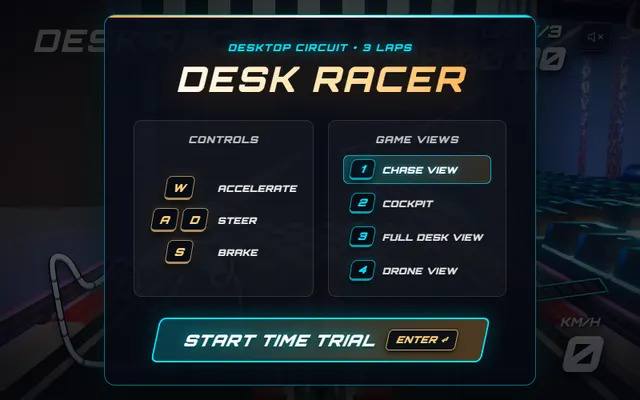 DESKTOP CIRCUIT • 3 LAPS
DESK RACER
CONTROLS
W ACCELERATE
A D STEER
S BRAKE
GAME VIEWS
1 CHASE VIEW
2 COCKPIT
3 FULL DESK VIEW
4 DRONE VIEW
START TIME TRIAL ENTER ↵
/3
KM/H
0